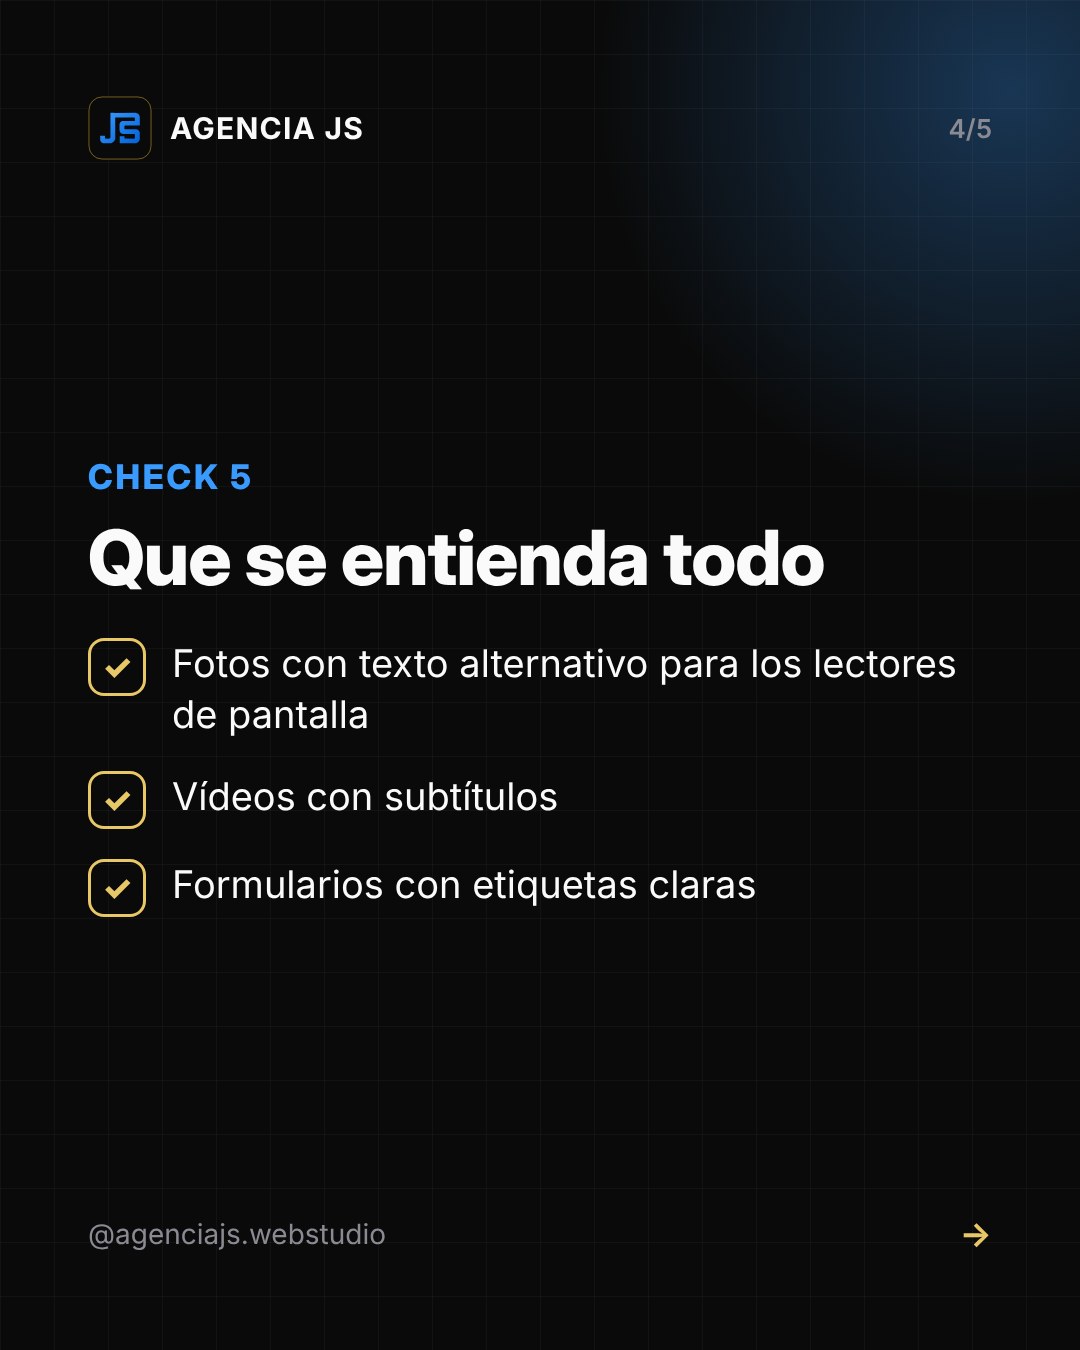 JS AGENCIA JS
4/5
CHECK 5
Que se entienda todo
Fotos con texto alternativo para los lectores
de pantalla
Vídeos con subtítulos
Formularios con etiquetas claras
@agenciajs.webstudio